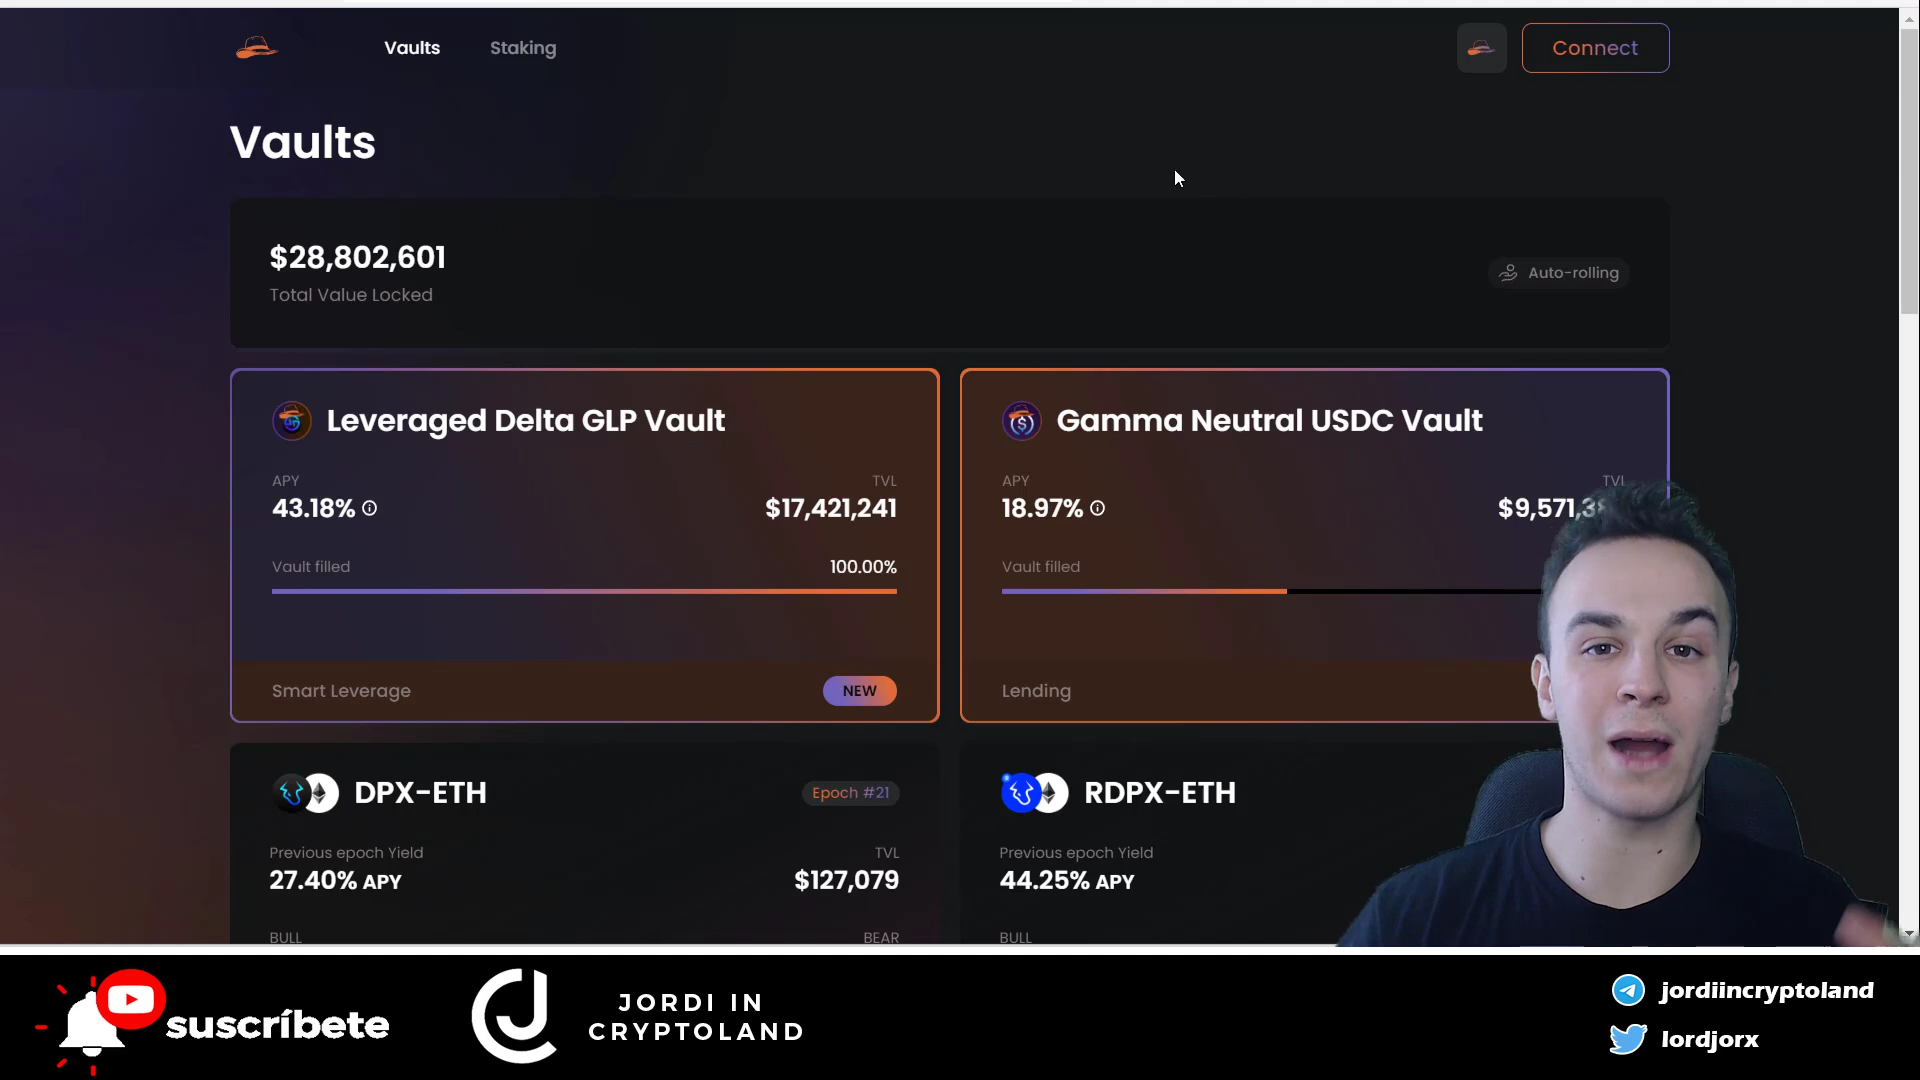 Vaults
Staking
Connect
Vaults
$28,802,601
Total Value Locked
Auto-rolling
Leveraged Delta GLP Vault
APY
TVL
43.18%
$17,421,241
Vault filled
100.00%
Smart Leverage
NEW
Gamma Neutral USDC Vault
APY
TVL
18.97%
Vault filled
Lending
DPX-ETH
Epoch #21
Previous epoch Yield
TVL
27.40% APY
$127,079
BULL
BEAR
RDPX-ETH
Previous epoch Yield
44.25% APY
BULL
suscríbete
JORDI IN
CRYPTOLAND
jordiincryptoland
lordjorx